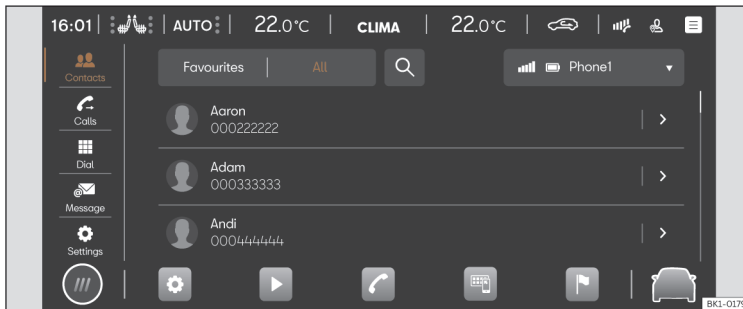 16:01 AUTO 22.0°C CLIMA 22.0°C
Contacts
Calls
Dial
Message
Settings
Favourites All
Phone1
Aaron
000222222
Adam
000333333
Andi
000444444
BK1-0179